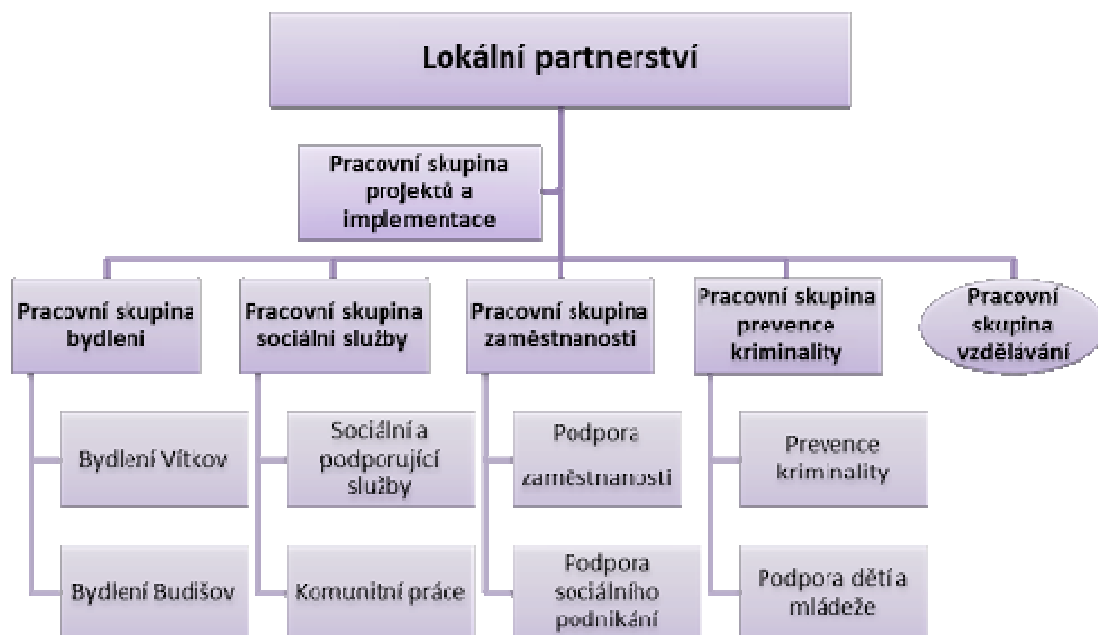 Lokální partnerství
Pracovní skupina
projektů a
implementace
Pracovní skupina
bydlení
Pracovní skupina
sociální služby
Pracovní skupina
zaměstnanosti
Pracovní skupina
prevence
kriminality
Pracovní
skupina
vzdělávání
Bydlení Vítkov
Sociální a
podporující
služby
Podpora
zaměstnanosti
Prevence
kriminality
Bydlení Budišov
Komunitní práce
Podpora
sociálního
podnikání
Podpora dětí a
mládeže